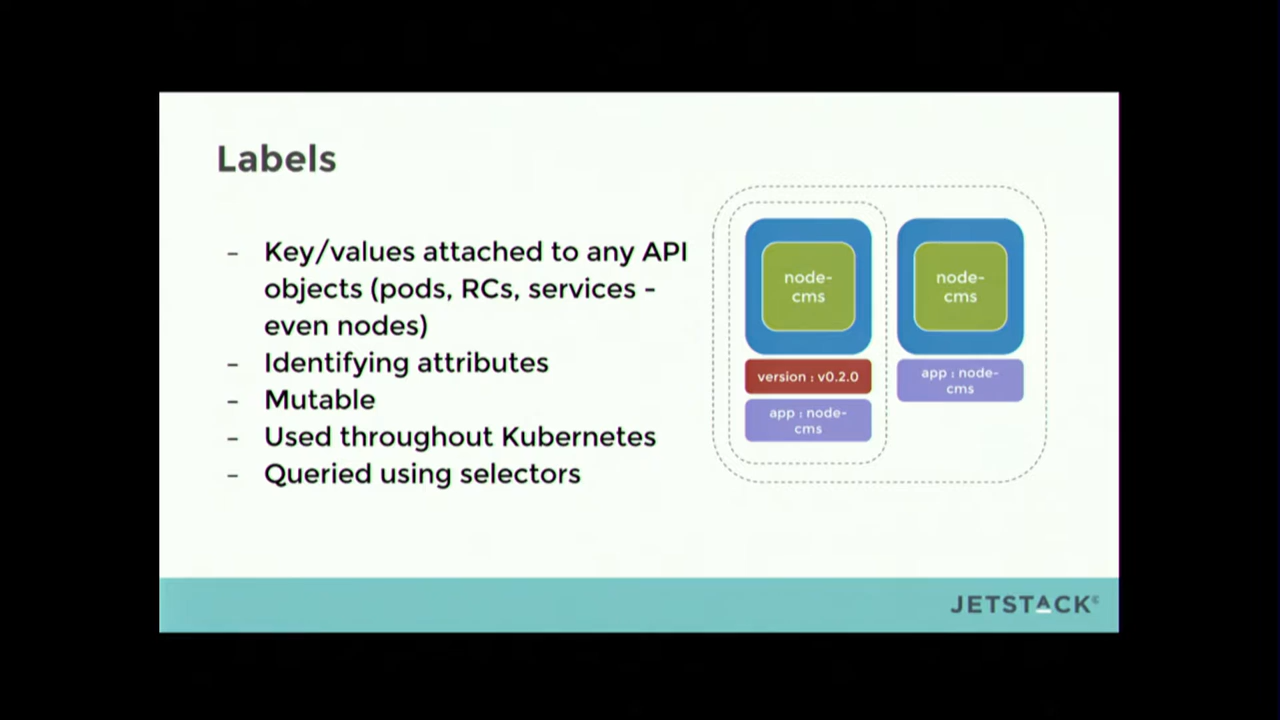 Labels
- Key/values attached to any API
objects (pods, RCs, services -
even nodes)
- Identifying attributes
- Mutable
- Used throughout Kubernetes
- Queried using selectors
node-
cms
version : v0.2.0
app : node-
cms
node-
cms
app : node-
cms
JETSTACK